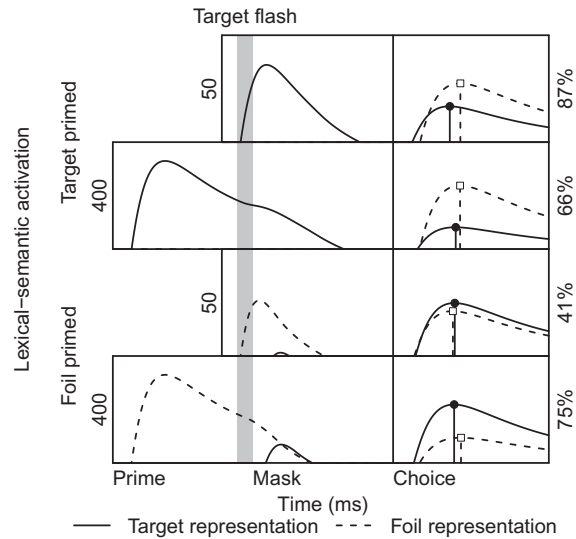 Target flash
Lexical–semantic activation
Target primed
Foil primed
50
87%
400
66%
50
41%
400
75%
Prime Mask Choice
Time (ms)
Target representation Foil representation